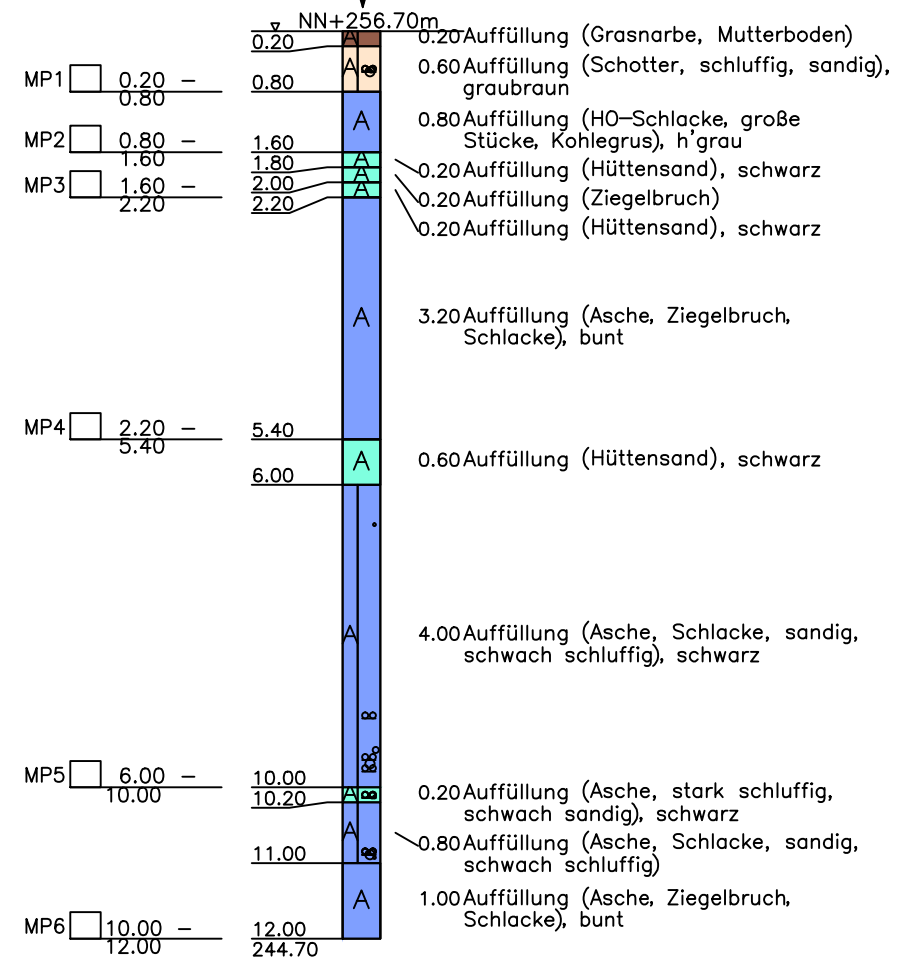 NN+256.70m
0.20 A 0.20 Auffüllung (Grasnarbe, Mutterboden)
MP1 0.20 – 0.80 A 0.60 Auffüllung (Schotter, schluffig, sandig),
0.80 graubraun
A 0.80 Auffüllung (HO–Schlacke, große
MP2 0.80 – 1.60 Stücke, Kohlegrus), h'grau
1.60 1.80 A 0.20 Auffüllung (Hüttensand), schwarz
MP3 1.60 – 2.00 A 0.20 Auffüllung (Ziegelbruch)
2.20 2.20 A 0.20 Auffüllung (Hüttensand), schwarz
A 3.20 Auffüllung (Asche, Ziegelbruch,
Schlacke), bunt
MP4 2.20 – 5.40
5.40
A 0.60 Auffüllung (Hüttensand), schwarz
6.00
A 4.00 Auffüllung (Asche, Schlacke, sandig,
schwach schluffig), schwarz
MP5 6.00 – 10.00
10.00 10.20 A 0.20 Auffüllung (Asche, stark schluffig,
schwach sandig), schwarz
A 0.80 Auffüllung (Asche, Schlacke, sandig,
11.00 schwach schluffig)
A 1.00 Auffüllung (Asche, Ziegelbruch,
Schlacke), bunt
MP6 10.00 – 12.00
12.00 244.70